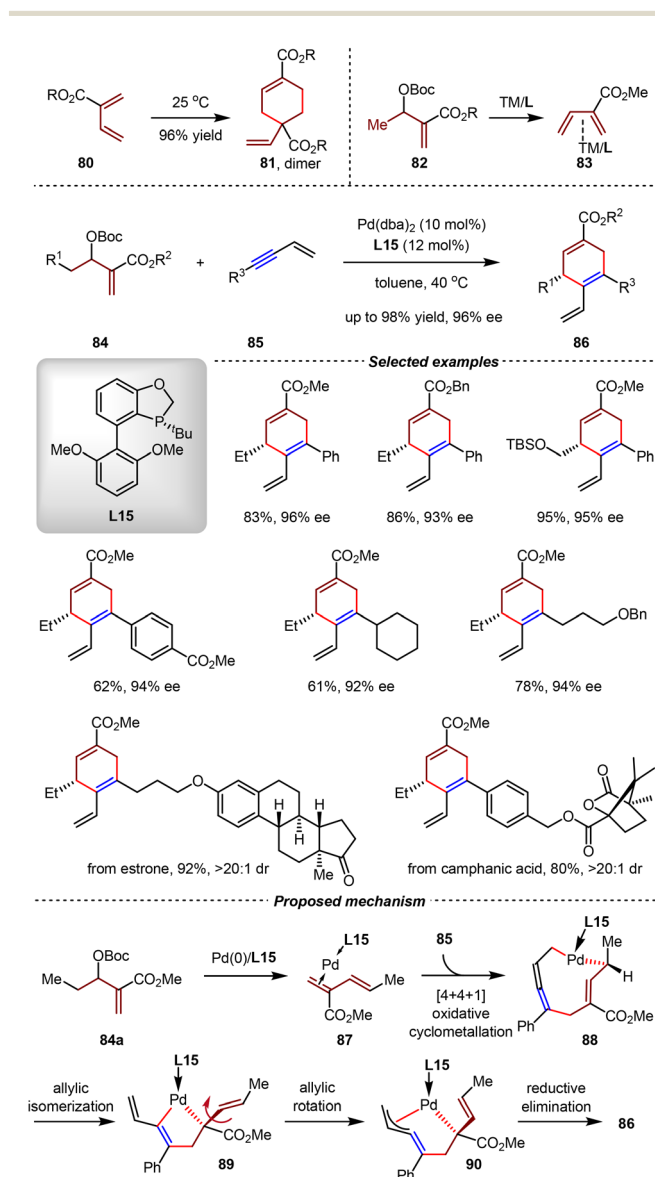 RO₂C
80
25 °C
96% yield
CO₂R
CO₂R
81, dimer
OBoc
Me
CO₂R
82
TM/L
CO₂Me
TM/L
83
OBoc
R¹
CO₂R²
84
+
R³
85
Pd(dba)₂ (10 mol%)
L15 (12 mol%)
toluene, 40 °C
up to 98% yield, 96% ee
CO₂R²
R¹
R³
86
Selected examples
O
P
tBu
MeO
OMe
L15
CO₂Me
Et
Ph
83%, 96% ee
CO₂Bn
Et
Ph
86%, 93% ee
CO₂Me
TBSO
Ph
95%, 95% ee
CO₂Me
Et
CO₂Me
62%, 94% ee
CO₂Me
Et
61%, 92% ee
CO₂Me
Et
OBn
78%, 94% ee
CO₂Me
Et
O
H
H
H
Me
O
from estrone, 92%, >20:1 dr
CO₂Me
Et
O
O
O
O
from camphanic acid, 80%, >20:1 dr
Proposed mechanism
OBoc
Et
CO₂Me
84a
Pd(0)/L15
L15
Pd
Me
CO₂Me
87
85
[4+4+1]
oxidative
cyclometallation
L15
Pd
Me
H
Ph
CO₂Me
88
allylic
isomerization
L15
Pd
Me
CO₂Me
Ph
89
allylic
rotation
L15
Pd
Me
CO₂Me
Ph
90
reductive
elimination
86